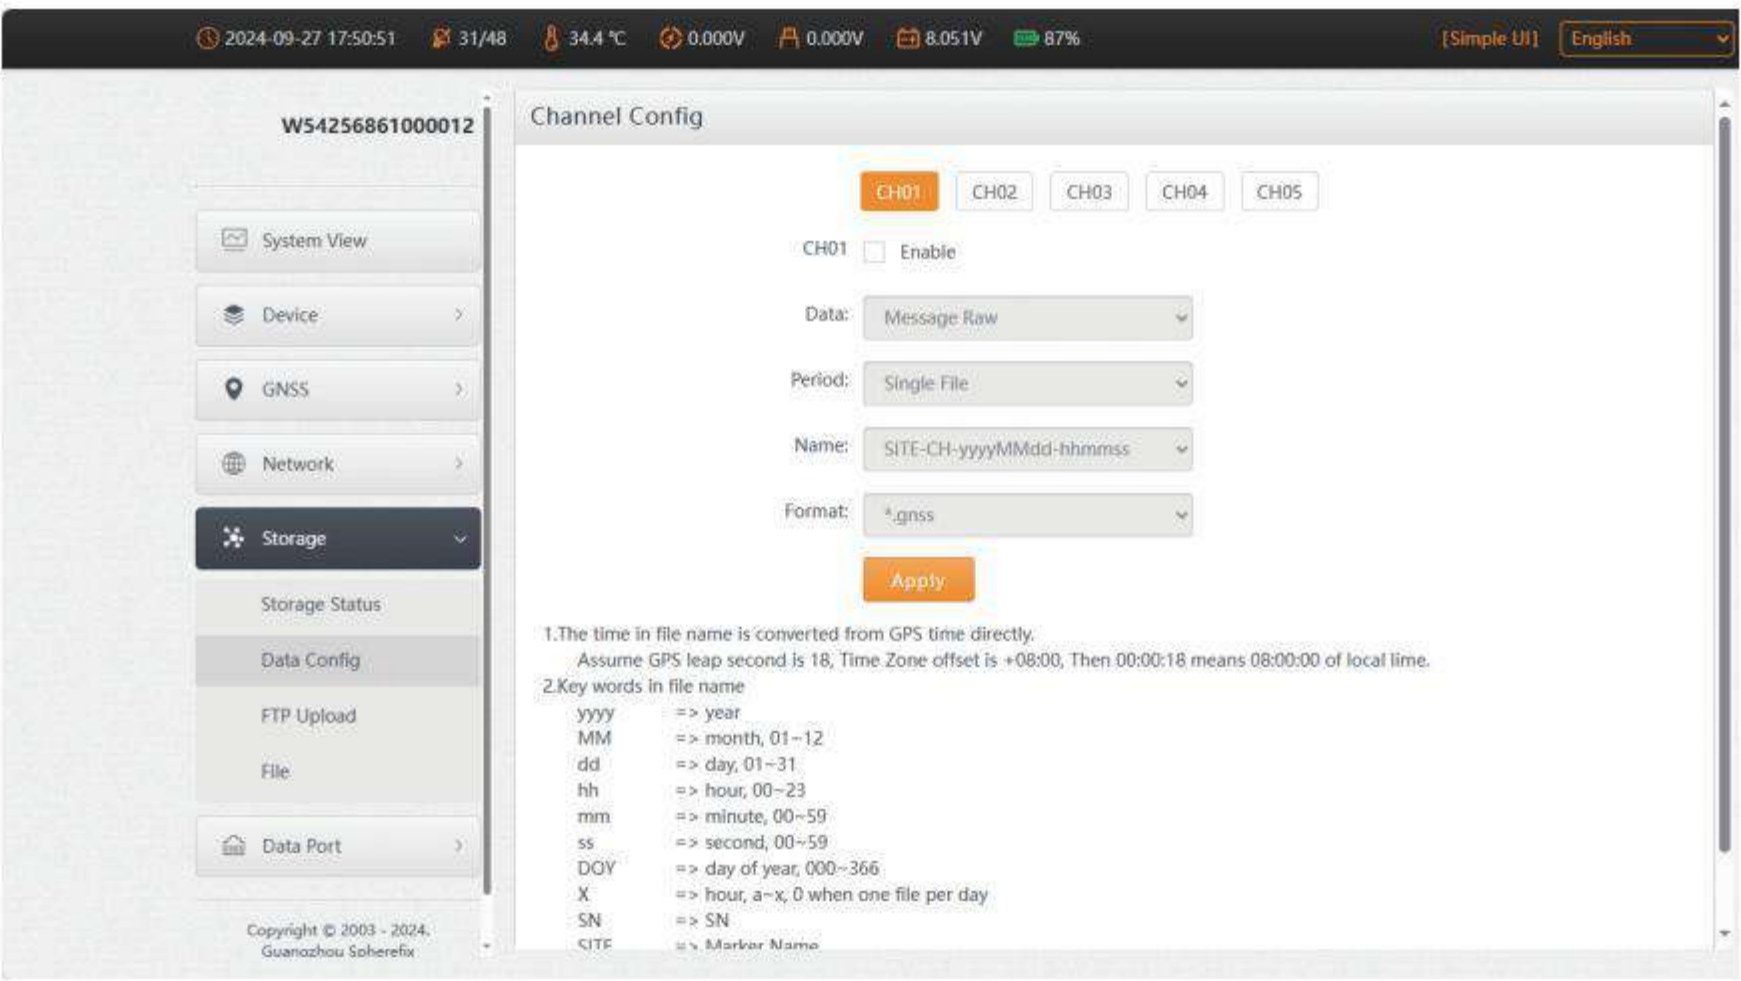 2024-09-27 17:50:51 31/48 34.4 ℃ 0.000V 0.000V 8.051V 87% [Simple UI] English
W54256861000012
System View
Device
GNSS
Network
Storage
Storage Status
Data Config
FTP Upload
File
Data Port
Copyright © 2003 - 2024.
Guangzhou Spherefix
Channel Config
CH01 CH02 CH03 CH04 CH05
CH01 Enable
Data: Message Raw
Period: Single File
Name: SITE-CH-yyyyMMdd-hhmmss
Format: *.gnss
Apply
1.The time in file name is converted from GPS time directly.
Assume GPS leap second is 18, Time Zone offset is +08:00, Then 00:00:18 means 08:00:00 of local lime.
2.Key words in file name
yyyy => year
MM => month, 01~12
dd => day, 01~31
hh => hour, 00~23
mm => minute, 00~59
ss => second, 00~59
DOY => day of year, 000~366
X => hour, a~x, 0 when one file per day
SN => SN
SITE => Marker Name